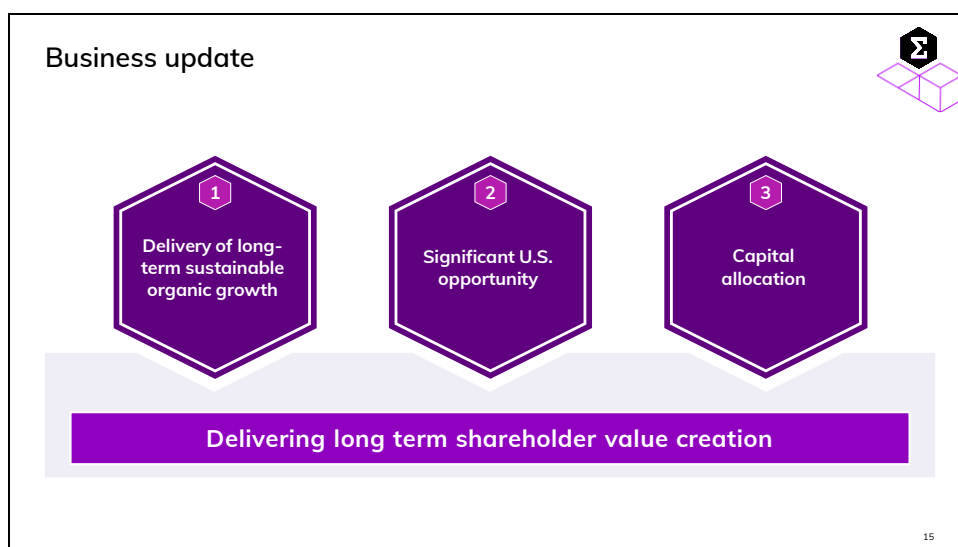 Business update
Σ
1
Delivery of long-
term sustainable
organic growth
2
Significant U.S.
opportunity
3
Capital
allocation
Delivering long term shareholder value creation
15